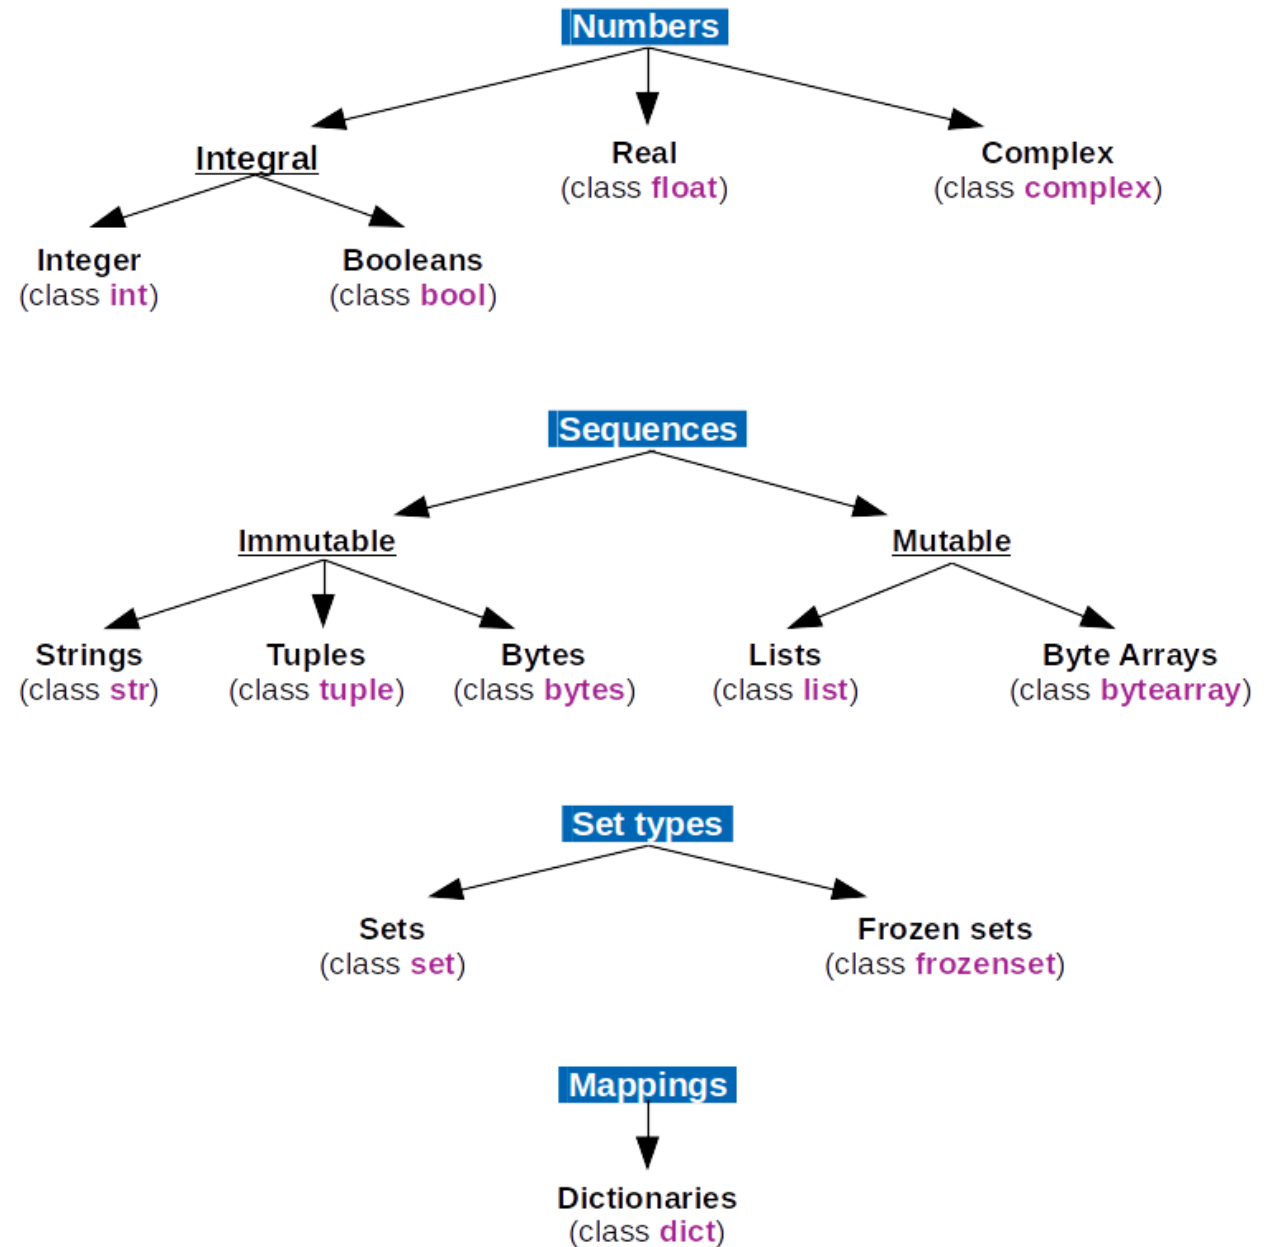 Numbers
Integral
Real
(class float)
Complex
(class complex)
Integer
(class int)
Booleans
(class bool)
Sequences
Immutable
Mutable
Strings
(class str)
Tuples
(class tuple)
Bytes
(class bytes)
Lists
(class list)
Byte Arrays
(class bytearray)
Set types
Sets
(class set)
Frozen sets
(class frozenset)
Mappings
Dictionaries
(class dict)